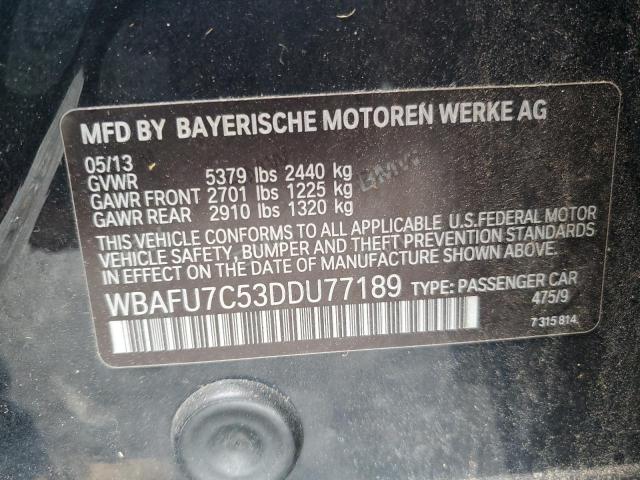 MFD BY BAYERISCHE MOTOREN WERKE AG
05/13
GVWR 5379 lbs 2440 kg
GAWR FRONT 2701 lbs 1225 kg
GAWR REAR 2910 lbs 1320 kg
BMW
THIS VEHICLE CONFORMS TO ALL APPLICABLE U.S.FEDERAL MOTOR
VEHICLE SAFETY, BUMPER AND THEFT PREVENTION STANDARDS
IN EFFECT ON THE DATE OF MANUFACTURE SHOWN ABOVE.
WBAFU7C53DDU77189 TYPE: PASSENGER CAR
475/9
7 315 814